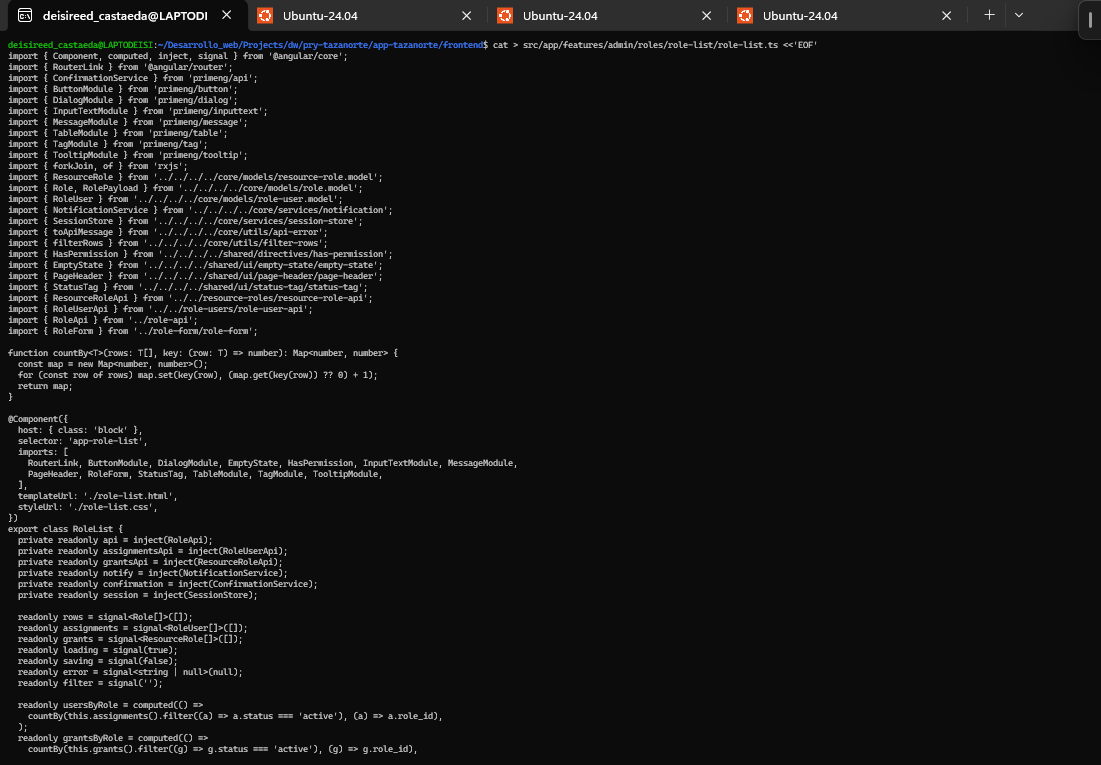 deisireed_castaeda@LAPTODI
Ubuntu-24.04
Ubuntu-24.04
Ubuntu-24.04
deisireed_castaeda@LAPTODEISI:~/Desarrollo_web/Projects/dw/pry-tazanorte/app-tazanorte/frontend$ cat > src/app/features/admin/roles/role-list/role-list.ts <<'EOF'
import { Component, computed, inject, signal } from '@angular/core';
import { RouterLink } from '@angular/router';
import { ConfirmationService } from 'primeng/api';
import { ButtonModule } from 'primeng/button';
import { DialogModule } from 'primeng/dialog';
import { InputTextModule } from 'primeng/inputtext';
import { MessageModule } from 'primeng/message';
import { TableModule } from 'primeng/table';
import { TagModule } from 'primeng/tag';
import { TooltipModule } from 'primeng/tooltip';
import { forkJoin, of } from 'rxjs';
import { ResourceRole } from '../../../../core/models/resource-role.model';
import { Role, RolePayload } from '../../../../core/models/role.model';
import { RoleUser } from '../../../../core/models/role-user.model';
import { NotificationService } from '../../../../core/services/notification';
import { SessionStore } from '../../../../core/services/session-store';
import { toApiMessage } from '../../../../core/utils/api-error';
import { filterRows } from '../../../../core/utils/filter-rows';
import { HasPermission } from '../../../../shared/directives/has-permission';
import { EmptyState } from '../../../../shared/ui/empty-state/empty-state';
import { PageHeader } from '../../../../shared/ui/page-header/page-header';
import { StatusTag } from '../../../../shared/ui/status-tag/status-tag';
import { ResourceRoleApi } from '../../resource-roles/resource-role-api';
import { RoleUserApi } from '../../role-users/role-user-api';
import { RoleApi } from '../role-api';
import { RoleForm } from '../role-form/role-form';
function countBy<T>(rows: T[], key: (row: T) => number): Map<number, number> {
  const map = new Map<number, number>();
  for (const row of rows) map.set(key(row), (map.get(key(row)) ?? 0) + 1);
  return map;
}
@Component({
  host: { class: 'block' },
  selector: 'app-role-list',
  imports: [
    RouterLink, ButtonModule, DialogModule, EmptyState, HasPermission, InputTextModule, MessageModule,
    PageHeader, RoleForm, StatusTag, TableModule, TagModule, TooltipModule,
  ],
  templateUrl: './role-list.html',
  styleUrl: './role-list.css',
})
export class RoleList {
  private readonly api = inject(RoleApi);
  private readonly assignmentsApi = inject(RoleUserApi);
  private readonly grantsApi = inject(ResourceRoleApi);
  private readonly notify = inject(NotificationService);
  private readonly confirmation = inject(ConfirmationService);
  private readonly session = inject(SessionStore);
  readonly rows = signal<Role[]>([]);
  readonly assignments = signal<RoleUser[]>([]);
  readonly grants = signal<ResourceRole[]>([]);
  readonly loading = signal(true);
  readonly saving = signal(false);
  readonly error = signal<string | null>(null);
  readonly filter = signal('');
  readonly usersByRole = computed(() =>
    countBy(this.assignments().filter((a) => a.status === 'active'), (a) => a.role_id),
  );
  readonly grantsByRole = computed(() =>
    countBy(this.grants().filter((g) => g.status === 'active'), (g) => g.role_id),